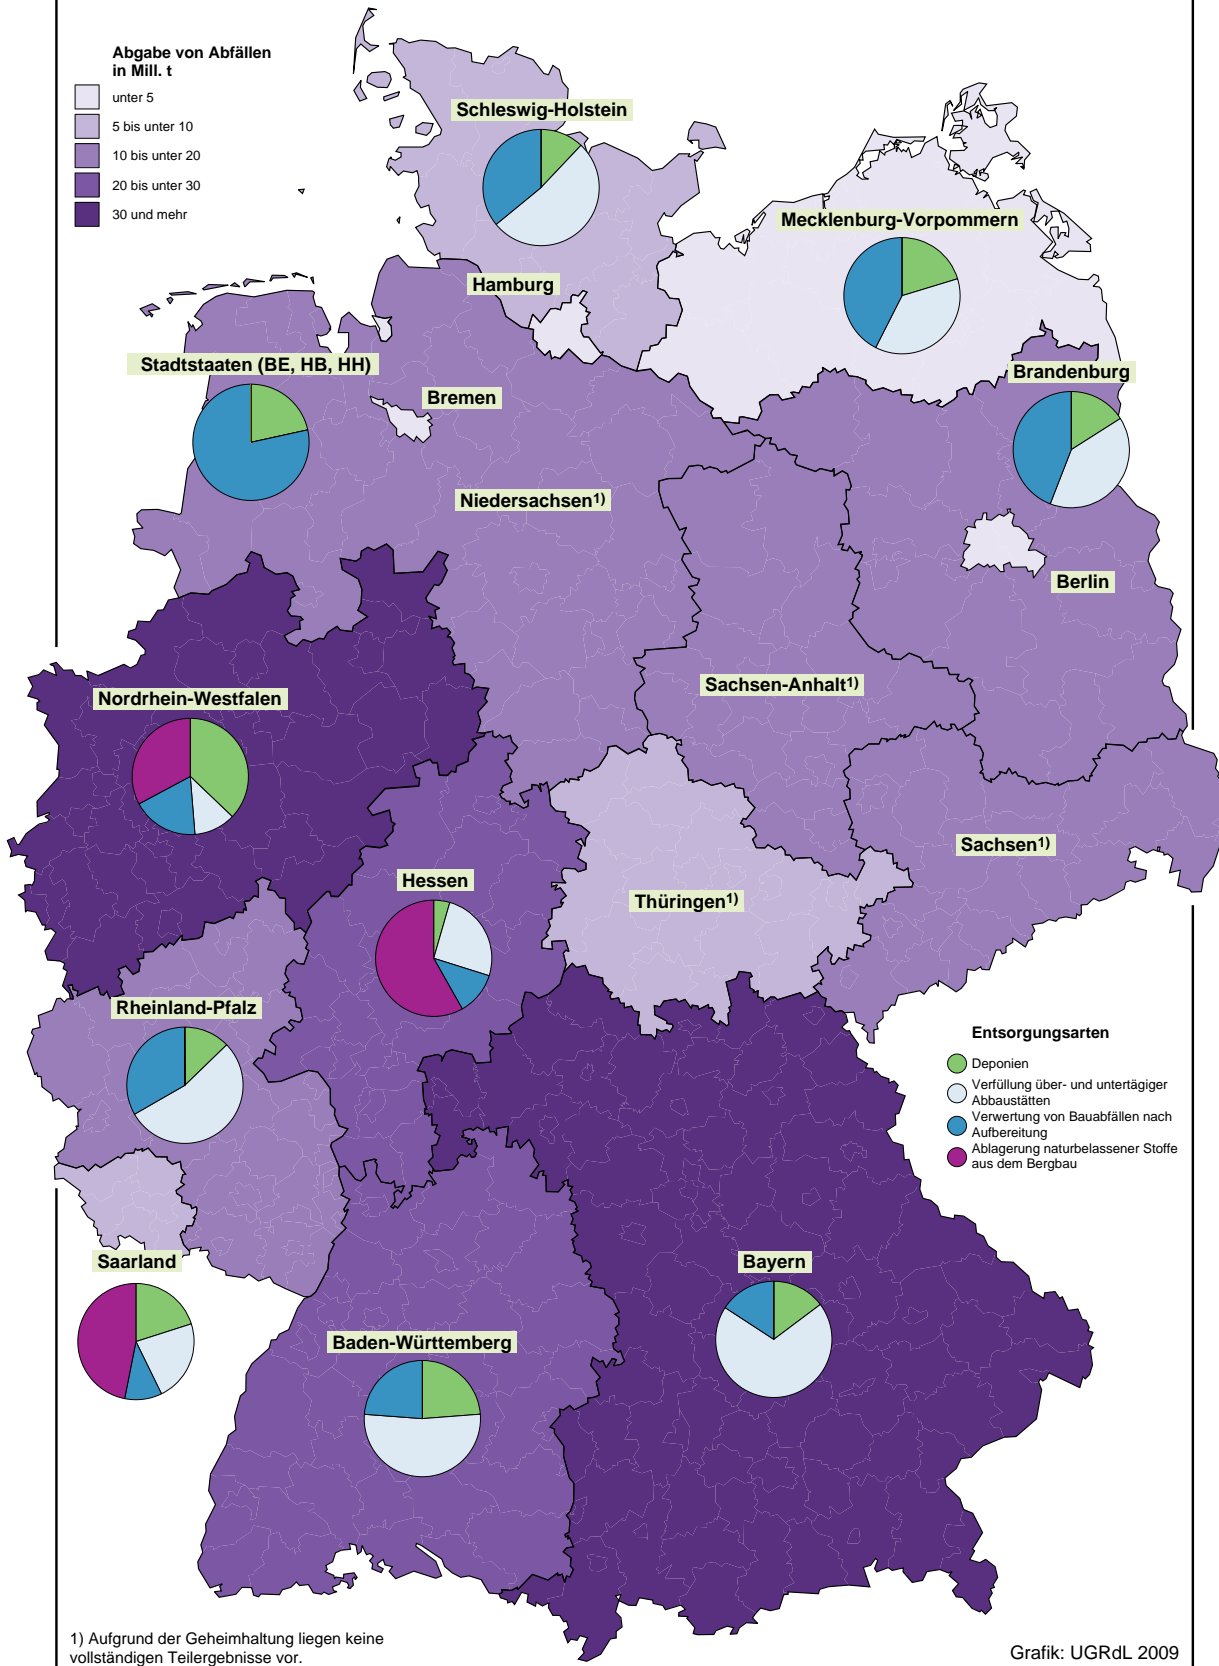 Abgabe von Abfällen
in Mill. t
unter 5
5 bis unter 10
10 bis unter 20
20 bis unter 30
30 und mehr
Schleswig-Holstein
Mecklenburg-Vorpommern
Hamburg
Stadtstaaten (BE, HB, HH)
Brandenburg
Bremen
Niedersachsen1)
Berlin
Sachsen-Anhalt1)
Nordrhein-Westfalen
Sachsen1)
Hessen
Thüringen1)
Rheinland-Pfalz
Entsorgungsarten
Deponien
Verfüllung über- und untertägiger
Abbaustätten
Verwertung von Bauabfällen nach
Aufbereitung
Ablagerung naturbelassener Stoffe
aus dem Bergbau
Saarland
Bayern
Baden-Württemberg
1) Aufgrund der Geheimhaltung liegen keine
vollständigen Teilergebnisse vor.
Grafik: UGRdL 2009